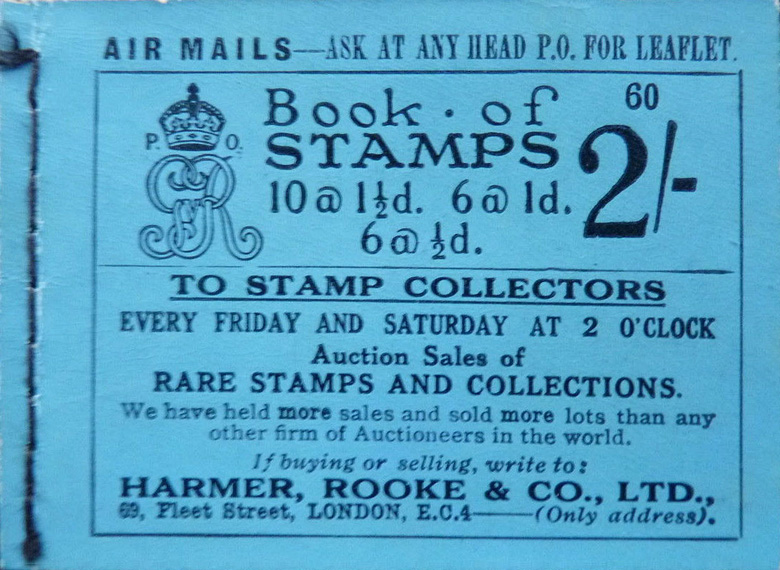 AIR MAILS—ASK AT ANY HEAD P.O. FOR LEAFLET.
P. O.
GR
Book · of
STAMPS
10 @ 1½d. 6 @ 1d.
6 @ ½d.
60
2/-
TO STAMP COLLECTORS
EVERY FRIDAY AND SATURDAY AT 2 O'CLOCK
Auction Sales of
RARE STAMPS AND COLLECTIONS.
We have held more sales and sold more lots than any
other firm of Auctioneers in the world.
If buying or selling, write to:
HARMER, ROOKE & CO., LTD.,
69, Fleet Street, LONDON, E.C.4——(Only address).